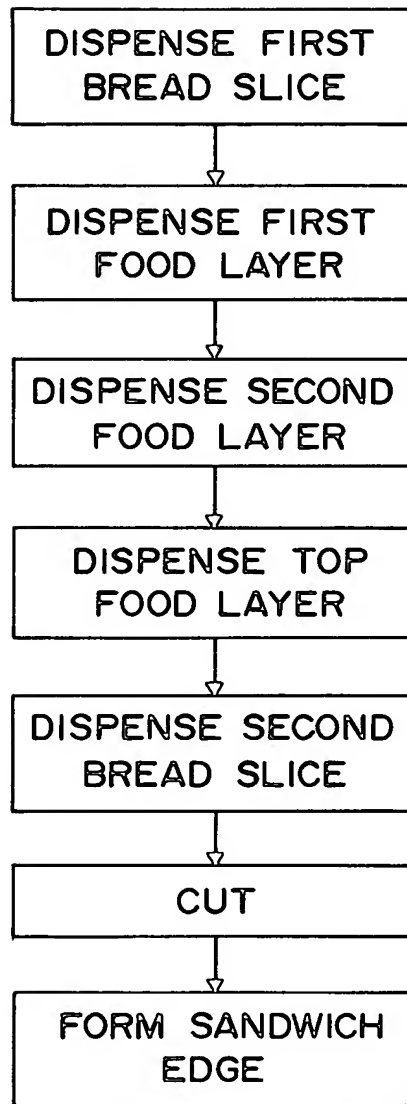 DISPENSE FIRST
BREAD SLICE
DISPENSE FIRST
FOOD LAYER
DISPENSE SECOND
FOOD LAYER
DISPENSE TOP
FOOD LAYER
DISPENSE SECOND
BREAD SLICE
CUT
FORM SANDWICH
EDGE